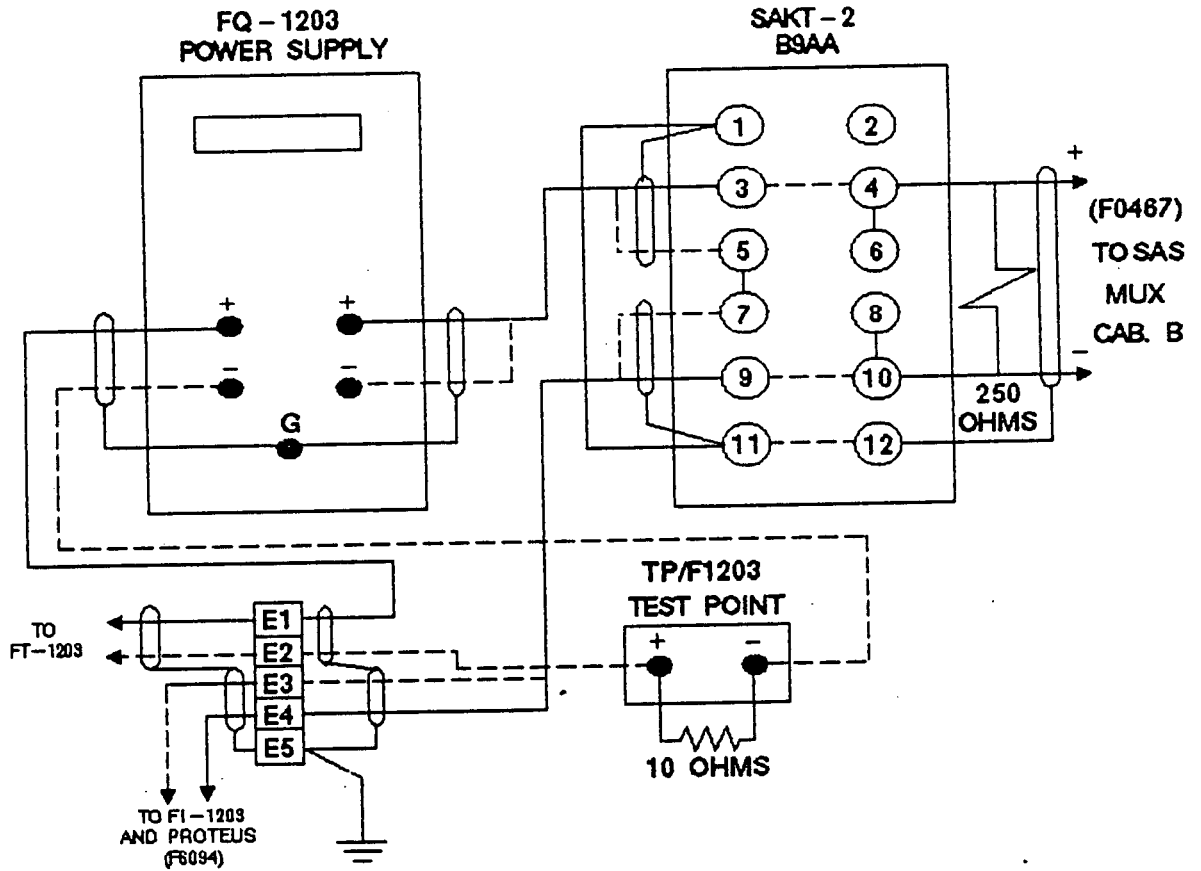 FQ-1203
POWER SUPPLY
SAKT-2
B9AA
1
2
3
4
5
6
7
8
9
10
11
12
+
(F0467)
TO SAS
MUX
CAB. B
-
250
OHMS
+
+
-
-
G
TP/F1203
TEST POINT
+
-
10 OHMS
TO
FT-1203
E1
E2
E3
E4
E5
TO FI-1203
AND PROTEUS
(F6094)